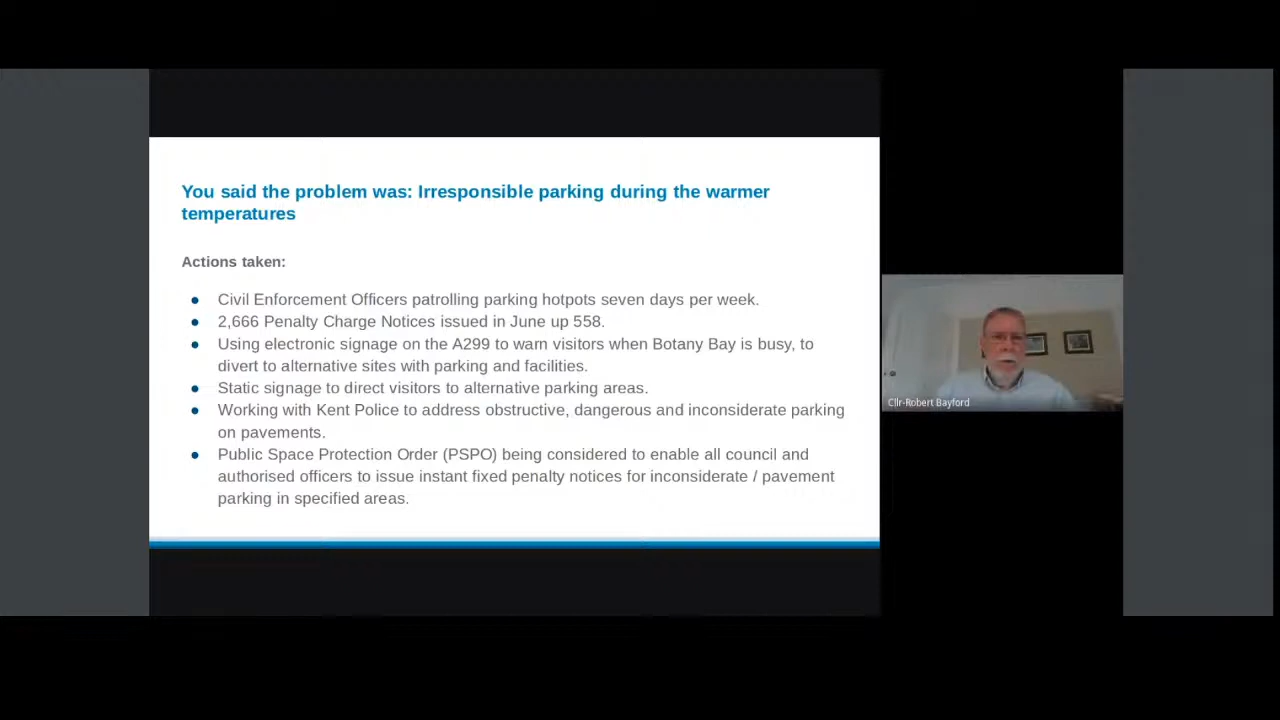 You said the problem was: Irresponsible parking during the warmer
temperatures
Actions taken:
● Civil Enforcement Officers patrolling parking hotpots seven days per week.
● 2,666 Penalty Charge Notices issued in June up 558.
● Using electronic signage on the A299 to warn visitors when Botany Bay is busy, to
divert to alternative sites with parking and facilities.
● Static signage to direct visitors to alternative parking areas.
● Working with Kent Police to address obstructive, dangerous and inconsiderate parking
on pavements.
● Public Space Protection Order (PSPO) being considered to enable all council and
authorised officers to issue instant fixed penalty notices for inconsiderate / pavement
parking in specified areas.
Cllr-Robert Bayford